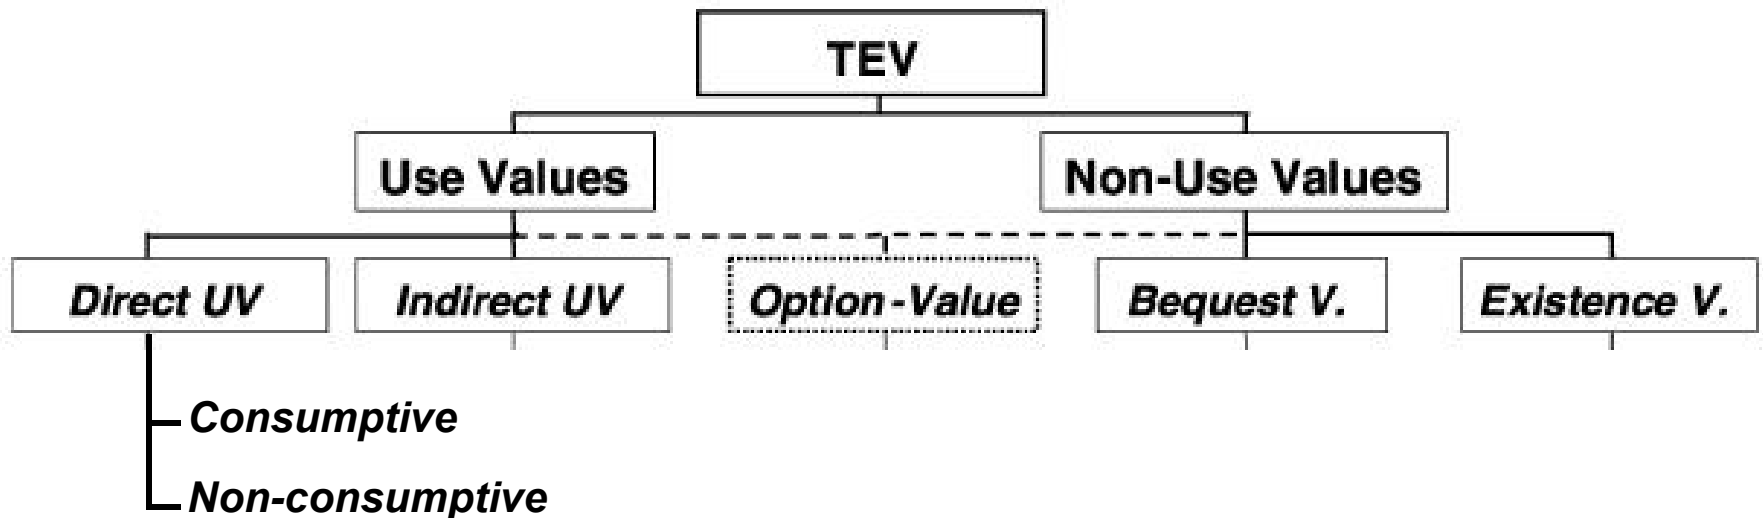 TEV
Use Values
Non-Use Values
Direct UV
Indirect UV
Option-Value
Bequest V.
Existence V.
Consumptive
Non-consumptive